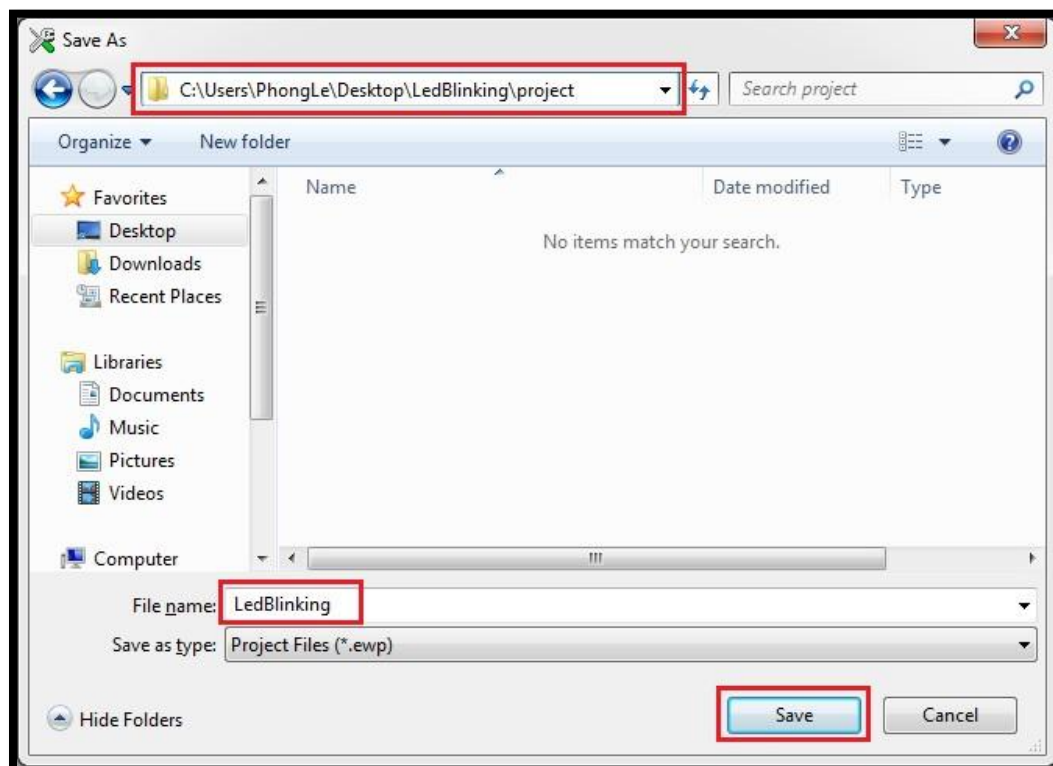 Save As
C:\Users\PhongLe\Desktop\LedBlinking\project
Search project
Organize
New folder
Name
Date modified
Type
No items match your search.
Favorites
Desktop
Downloads
Recent Places
Libraries
Documents
Music
Pictures
Videos
Computer
File name: LedBlinking
Save as type: Project Files (*.ewp)
Hide Folders
Save
Cancel